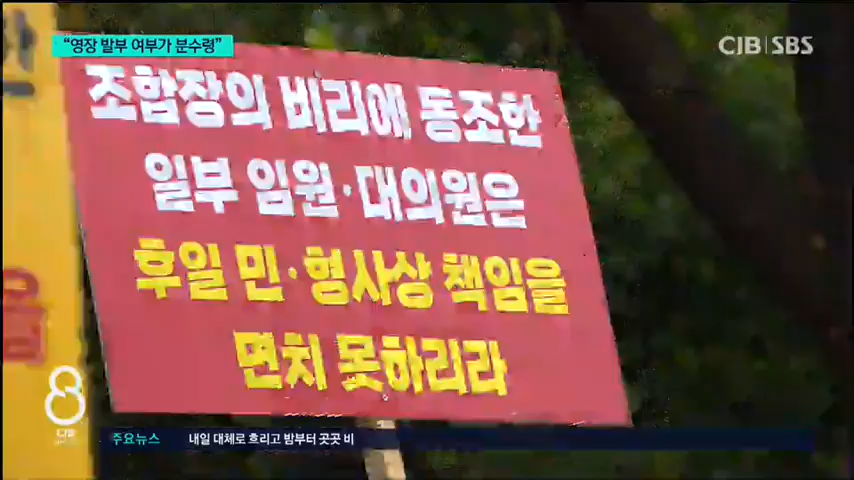 "영장 발부 여부가 분수령"
CJB SBS
조합장의 비리에 동조한
일부 임원·대의원은
후일 민·형사상 책임을
면치 못하리라
8
CJB
주요뉴스 내일 대체로 흐리고 밤부터 곳곳 비